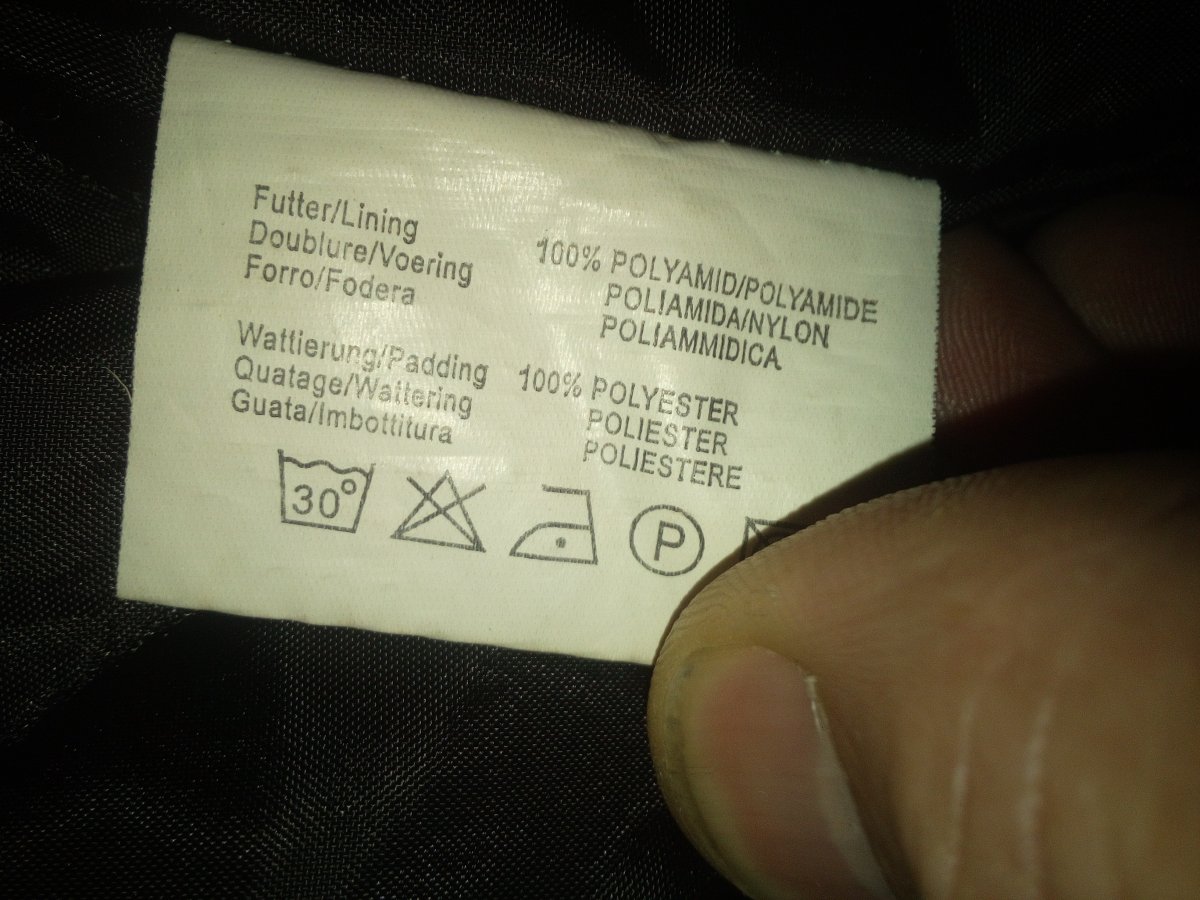 Futter/Lining
Doublure/Voering
Forro/Fodera
100% POLYAMID/POLYAMIDE
POLIAMIDA/NYLON
POLIAMMIDICA
Wattierung/Padding
Quatage/Wattering
Guata/Imbottitura
100% POLYESTER
POLIESTER
POLIESTERE
30°
P